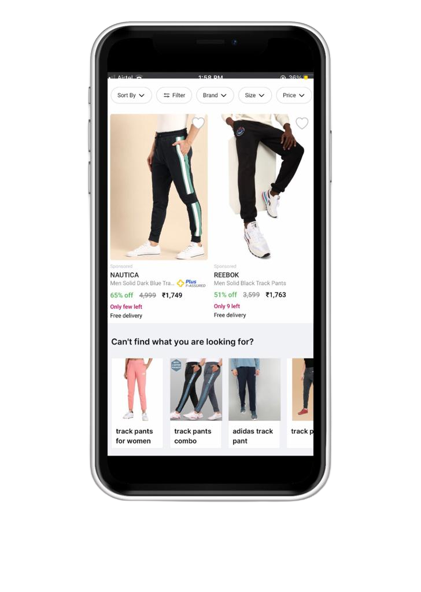 Airtel 1:58 PM 36%
Sort By Filter Brand Size Price
Sponsored Sponsored
NAUTICA REEBOK
Men Solid Dark Blue Tra... Plus F-ASSURED Men Solid Black Track Pants
65% off 4,999 ₹1,749 51% off 3,599 ₹1,763
Only few left Only 9 left
Free delivery Free delivery
Can't find what you are looking for?
track pants track pants adidas track track p
for women combo pant